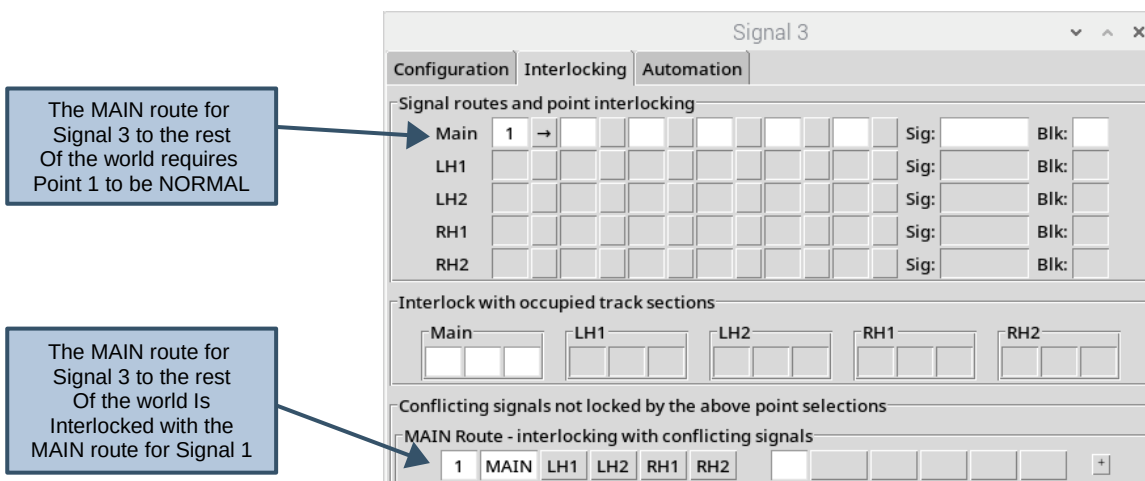 Signal 3
Configuration Interlocking Automation
Signal routes and point interlocking
The MAIN route for
Signal 3 to the rest
Of the world requires
Point 1 to be NORMAL
Main 1 → Sig: Blk:
LH1 Sig: Blk:
LH2 Sig: Blk:
RH1 Sig: Blk:
RH2 Sig: Blk:
Interlock with occupied track sections
Main LH1 LH2 RH1 RH2
The MAIN route for
Signal 3 to the rest
Of the world Is
Interlocked with the
MAIN route for Signal 1
Conflicting signals not locked by the above point selections
MAIN Route - interlocking with conflicting signals
1 MAIN LH1 LH2 RH1 RH2 +